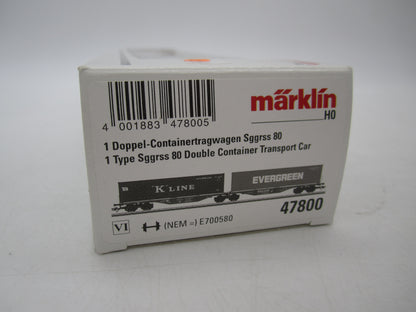 märklin
H0
4 001883 478005
1 Doppel-Containertragwagen Sggrss 80
1 Type Sggrss 80 Double Container Transport Car
K LINE
EVERGREEN
VI
(NEM =) E700580
47800